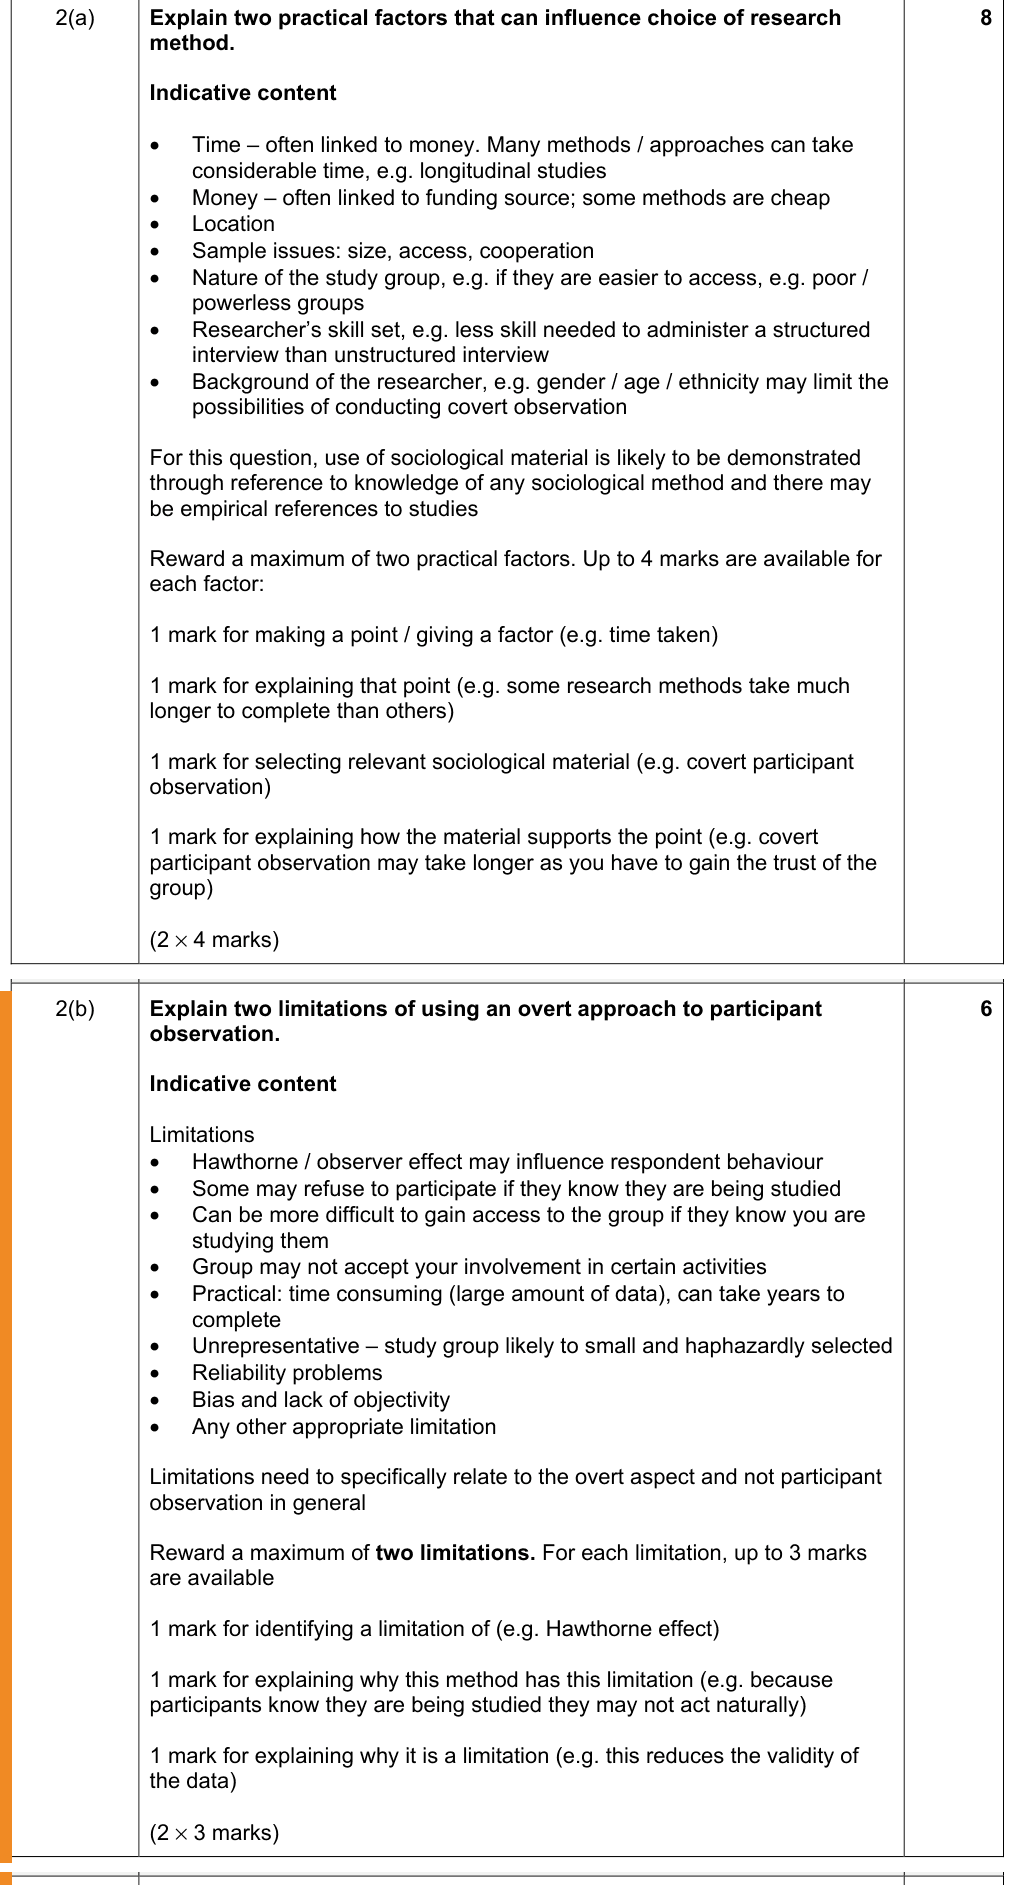 2(a)
Explain two practical factors that can influence choice of research
method.
8
Indicative content
• Time – often linked to money. Many methods / approaches can take
considerable time, e.g. longitudinal studies
• Money – often linked to funding source; some methods are cheap
• Location
• Sample issues: size, access, cooperation
• Nature of the study group, e.g. if they are easier to access, e.g. poor /
powerless groups
• Researcher’s skill set, e.g. less skill needed to administer a structured
interview than unstructured interview
• Background of the researcher, e.g. gender / age / ethnicity may limit the
possibilities of conducting covert observation
For this question, use of sociological material is likely to be demonstrated
through reference to knowledge of any sociological method and there may
be empirical references to studies
Reward a maximum of two practical factors. Up to 4 marks are available for
each factor:
1 mark for making a point / giving a factor (e.g. time taken)
1 mark for explaining that point (e.g. some research methods take much
longer to complete than others)
1 mark for selecting relevant sociological material (e.g. covert participant
observation)
1 mark for explaining how the material supports the point (e.g. covert
participant observation may take longer as you have to gain the trust of the
group)
(2 × 4 marks)
2(b)
Explain two limitations of using an overt approach to participant
observation.
6
Indicative content
Limitations
• Hawthorne / observer effect may influence respondent behaviour
• Some may refuse to participate if they know they are being studied
• Can be more difficult to gain access to the group if they know you are
studying them
• Group may not accept your involvement in certain activities
• Practical: time consuming (large amount of data), can take years to
complete
• Unrepresentative – study group likely to small and haphazardly selected
• Reliability problems
• Bias and lack of objectivity
• Any other appropriate limitation
Limitations need to specifically relate to the overt aspect and not participant
observation in general
Reward a maximum of two limitations. For each limitation, up to 3 marks
are available
1 mark for identifying a limitation of (e.g. Hawthorne effect)
1 mark for explaining why this method has this limitation (e.g. because
participants know they are being studied they may not act naturally)
1 mark for explaining why it is a limitation (e.g. this reduces the validity of
the data)
(2 × 3 marks)